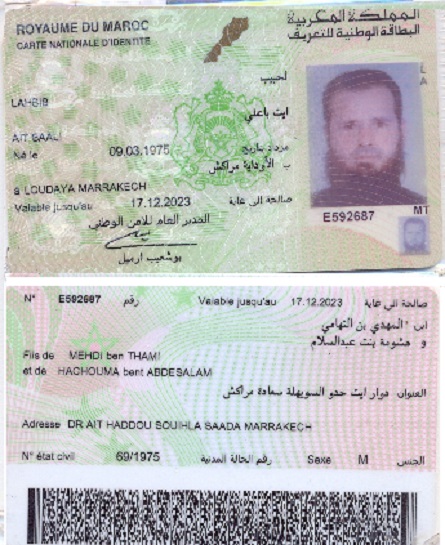 ROYAUME DU MAROC
CARTE NATIONALE D'IDENTITE
المملكة المغربية
البطاقة الوطنية للتعريف
لحبيب
LAHBIB
ايت باعلي
AIT BAALI
مزداد بتاريخ
Né le 09.03.1975
ب الأوداية مراكش
à LOUDAYA MARRAKECH
Valable jusqu'au 17.12.2023 صالحة الى غاية
المدير العام للأمن الوطني
بوشعيب ارميل
E592687
MT
N° E592687 رقم Valable jusqu'au 17.12.2023 صالحة الى غاية
ابن المهدي بن التهامي
و هشومة بنت عبدالسلام
Fils de MEHDI ben THAMI
et de HACHOUMA bent ABDESALAM
العنوان دوار ايت حدو السويهلة سعادة مراكش
Adresse DR AIT HADDOU SOUIHLA SAADA MARRAKECH
N° état civil 69/1975 رقم الحالة المدنية Sexe M الجنس